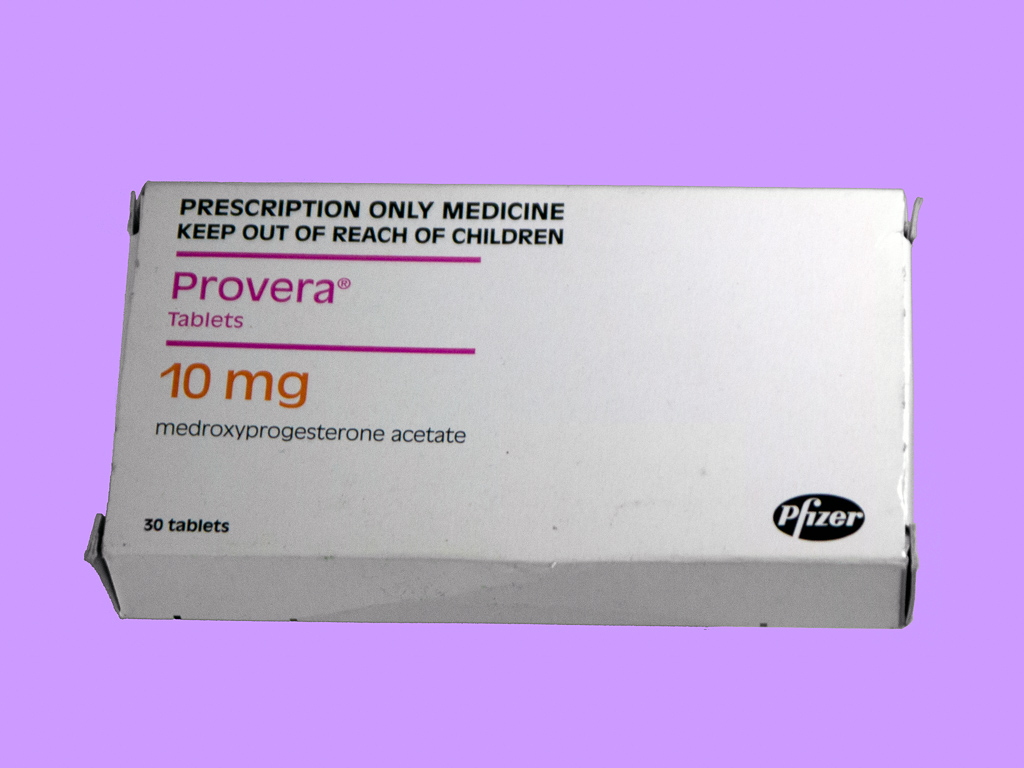 PRESCRIPTION ONLY MEDICINE
KEEP OUT OF REACH OF CHILDREN
Provera®
Tablets
10 mg
medroxyprogesterone acetate
30 tablets
Pfizer